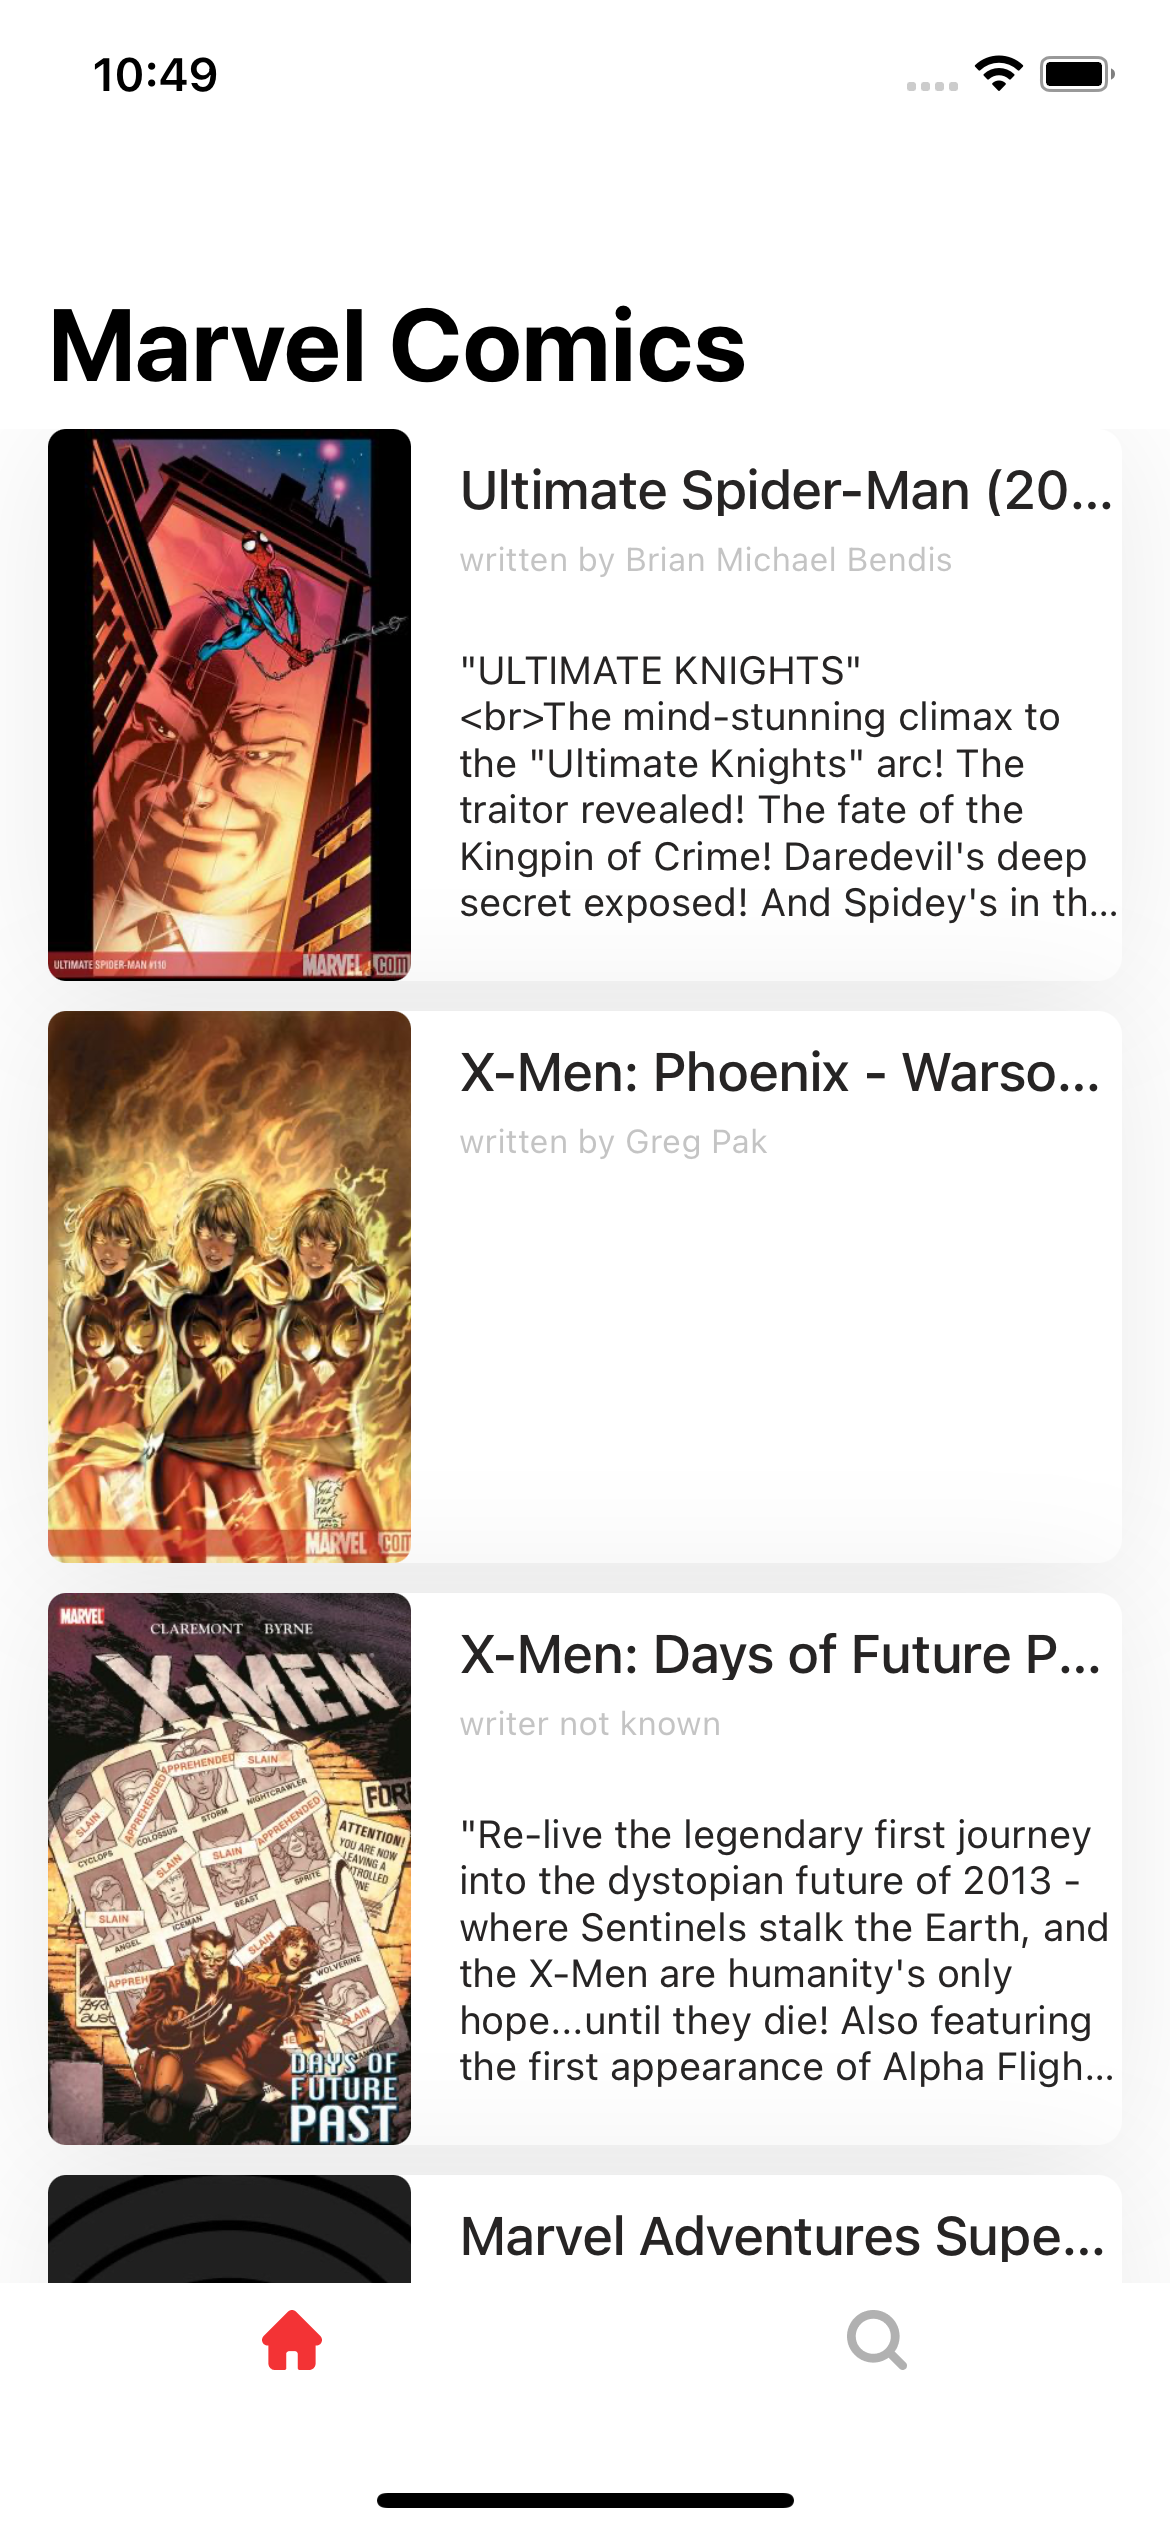 10:49
Marvel Comics
Ultimate Spider-Man (20...
written by Brian Michael Bendis
"ULTIMATE KNIGHTS"
<br>The mind-stunning climax to
the "Ultimate Knights" arc! The
traitor revealed! The fate of the
Kingpin of Crime! Daredevil's deep
secret exposed! And Spidey's in th...
ULTIMATE SPIDER-MAN #110
MARVEL.com
X-Men: Phoenix - Warso...
written by Greg Pak
MARVEL.com
X-Men: Days of Future P...
writer not known
"Re-live the legendary first journey
into the dystopian future of 2013 -
where Sentinels stalk the Earth, and
the X-Men are humanity's only
hope...until they die! Also featuring
the first appearance of Alpha Fligh...
MARVEL
CLAREMONT BYRNE
X-MEN
APPREHENDED
SLAIN
SLAIN
APPREHENDED
COLOSSUS
STORM
NIGHTCRAWLER
CYCLOPS
SLAIN
SLAIN
APPREHENDED
ATTENTION!
YOU ARE NOW
LEAVING A
SLAIN
ANGEL
ICEMAN
BEAST
SPRITE
SLAIN
WOLVERINE
SLAIN
DAYS OF
FUTURE
PAST
Marvel Adventures Supe...